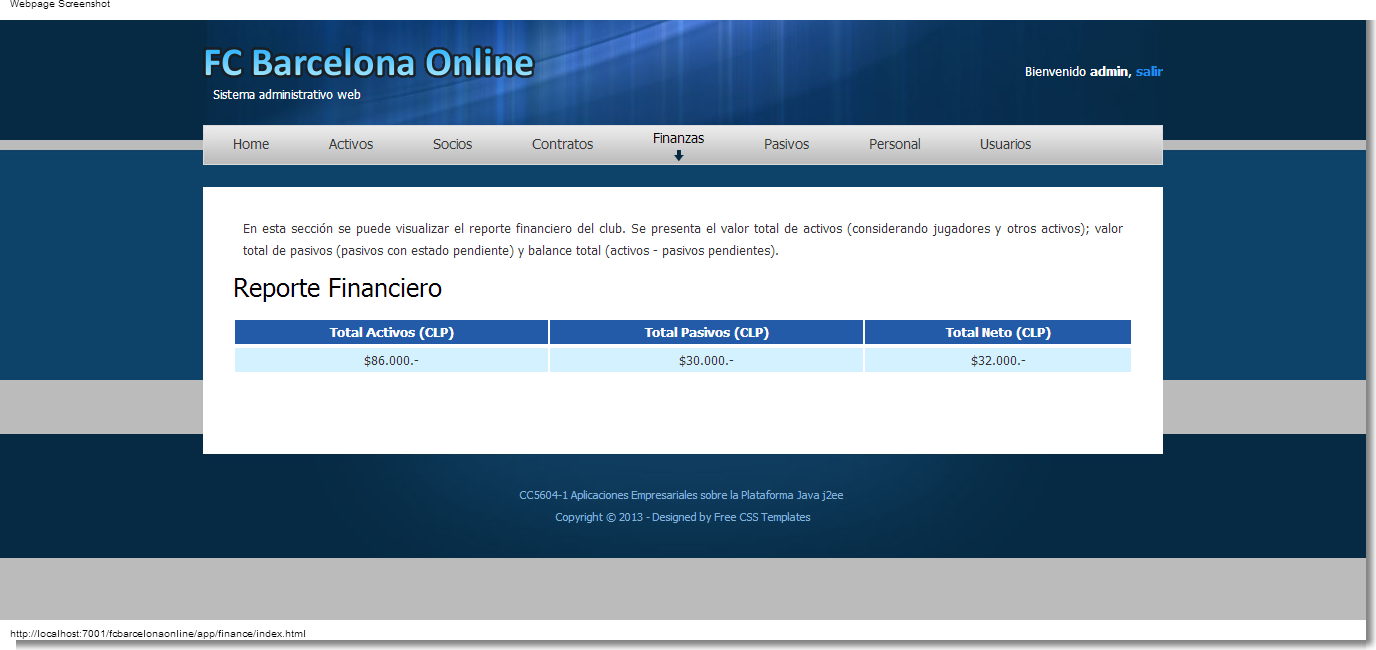 Webpage Screenshot
FC Barcelona Online
Sistema administrativo web
Bienvenido admin, salir
Home Activos Socios Contratos Finanzas Pasivos Personal Usuarios
En esta sección se puede visualizar el reporte financiero del club. Se presenta el valor total de activos (considerando jugadores y otros activos); valor
total de pasivos (pasivos con estado pendiente) y balance total (activos - pasivos pendientes).
Reporte Financiero
Total Activos (CLP) Total Pasivos (CLP) Total Neto (CLP)
$86.000.- $30.000.- $32.000.-
CC5604-1 Aplicaciones Empresariales sobre la Plataforma Java j2ee
Copyright © 2013 - Designed by Free CSS Templates
http://localhost:7001/fcbarcelonaonline/app/finance/index.html